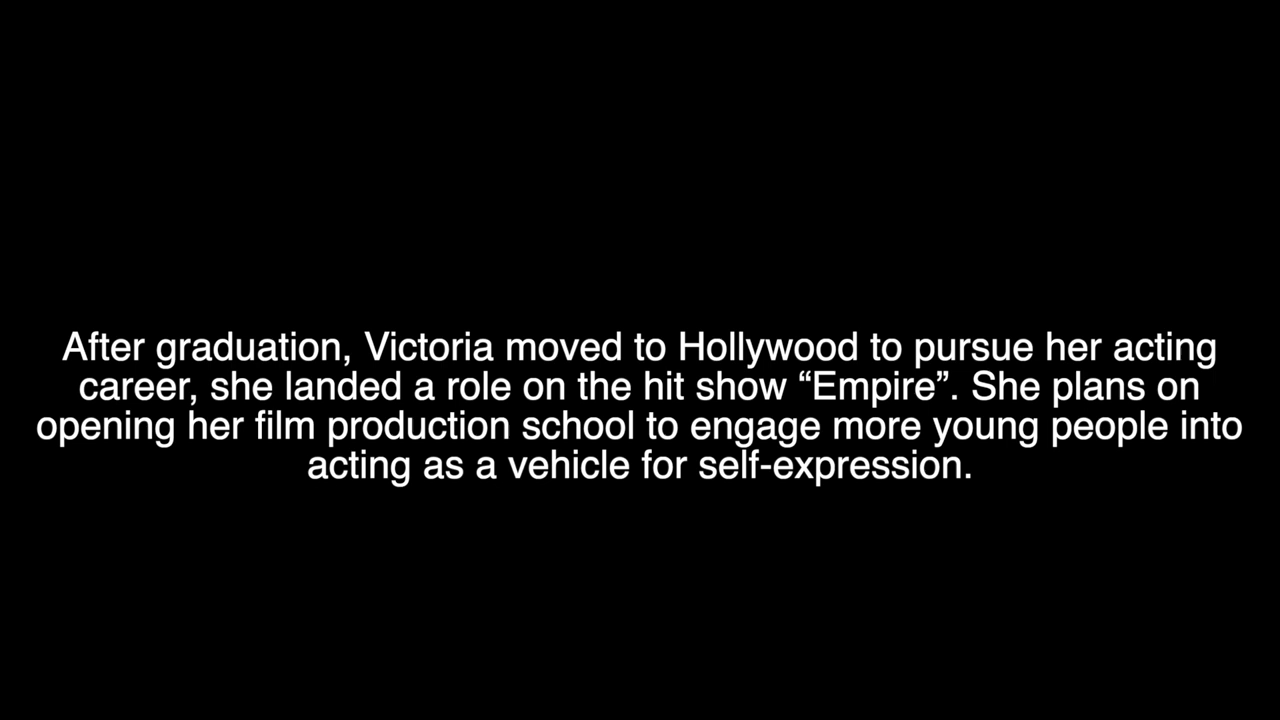 After graduation, Victoria moved to Hollywood to pursue her acting
career, she landed a role on the hit show “Empire”. She plans on
opening her film production school to engage more young people into
acting as a vehicle for self-expression.